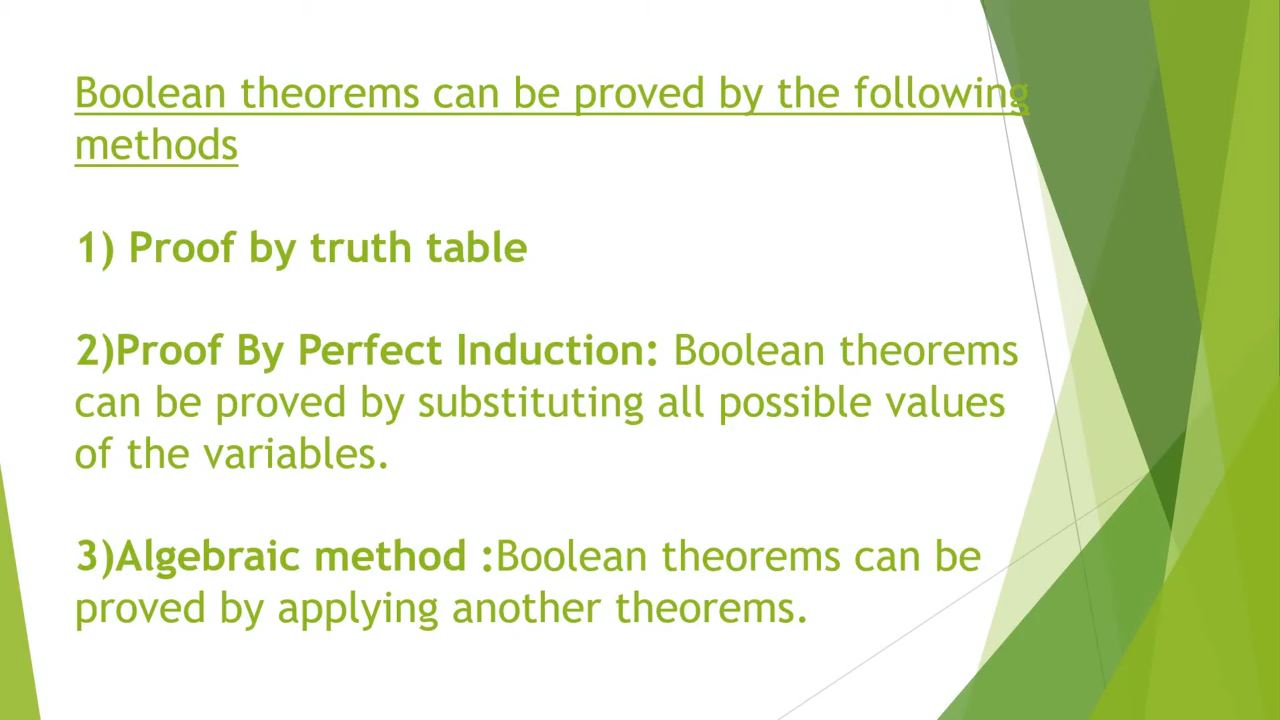 Boolean theorems can be proved by the following
methods
1) Proof by truth table
2)Proof By Perfect Induction: Boolean theorems
can be proved by substituting all possible values
of the variables.
3)Algebraic method :Boolean theorems can be
proved by applying another theorems.